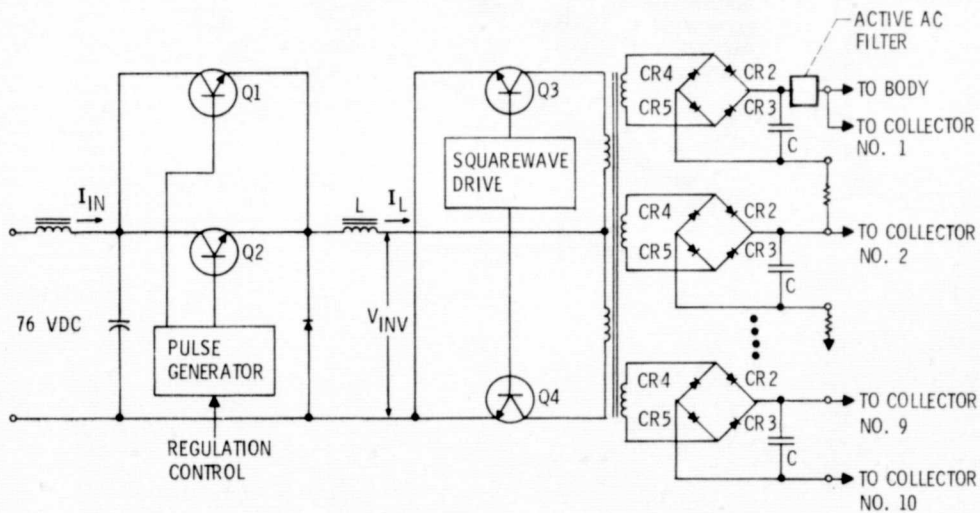 ACTIVE AC
FILTER
Q1
Q3
CR4
CR2
CR5
CR3
C
TO BODY
TO COLLECTOR
NO. 1
SQUAREWAVE
DRIVE
I_IN
L
I_L
Q2
CR4
CR2
CR5
CR3
C
TO COLLECTOR
NO. 2
76 VDC
V_INV
PULSE
GENERATOR
Q4
CR4
CR2
CR5
CR3
C
TO COLLECTOR
NO. 9
REGULATION
CONTROL
TO COLLECTOR
NO. 10